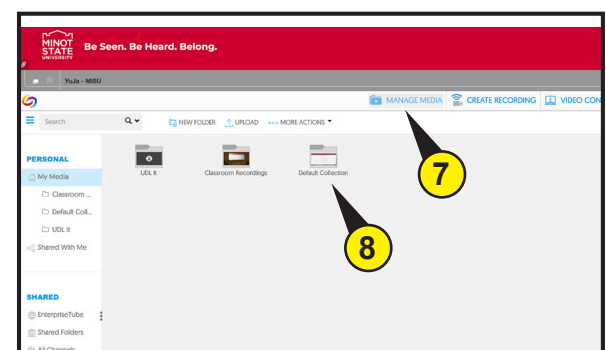 MINOT
STATE
UNIVERSITY
Be Seen. Be Heard. Belong.
YuJa - MiSU
MANAGE MEDIA
CREATE RECORDING
VIDEO CON
Search
NEW FOLDER
UPLOAD
MORE ACTIONS
PERSONAL
My Media
Classroom ...
Default Coll...
UDL It
Shared With Me
SHARED
EnterpriseTube
Shared Folders
All Channels
UDL It
Classroom Recordings
Default Collection
7
8